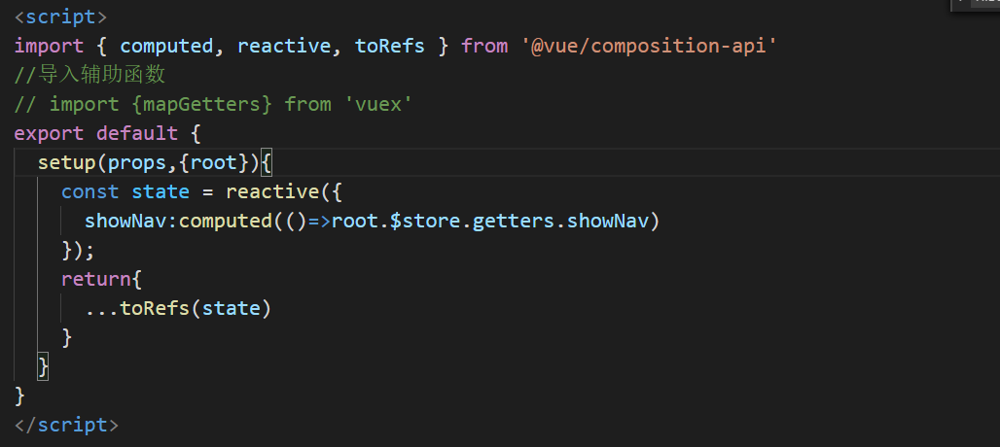 <script>
import { computed, reactive, toRefs } from '@vue/composition-api'
//导入辅助函数
// import {mapGetters} from 'vuex'
export default {
  setup(props,{root}){
    const state = reactive({
      showNav:computed(()=>root.$store.getters.showNav)
    });
    return{
      ...toRefs(state)
    }
  }
}
</script>